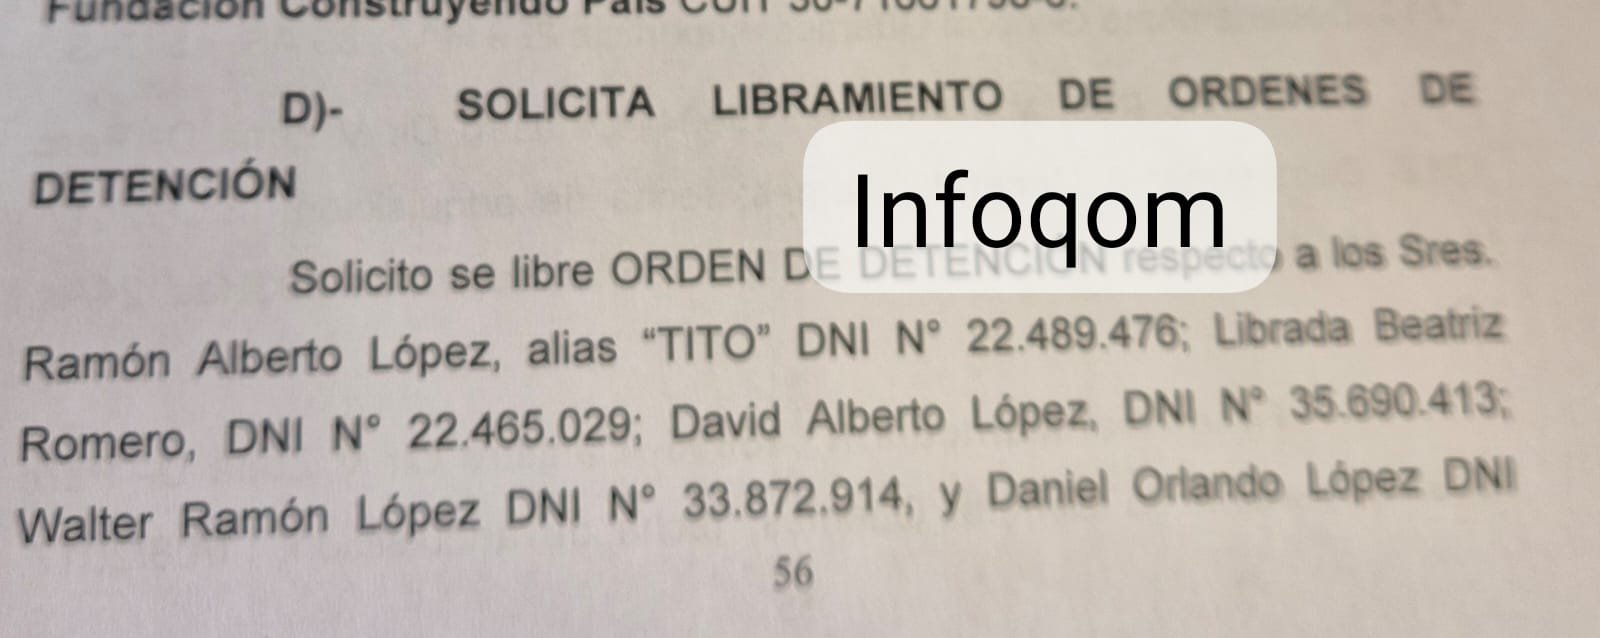 Fundación Construyendo País CUIT
D)- SOLICITA LIBRAMIENTO DE ORDENES DE
DETENCIÓN
Infoqom
Solicito se libre ORDEN DE DETENCIÓN respecto a los Sres.
Ramón Alberto López, alias “TITO” DNI N° 22.489.476; Librada Beatriz
Romero, DNI N° 22.465.029; David Alberto López, DNI N° 35.690.413;
Walter Ramón López DNI N° 33.872.914, y Daniel Orlando López DNI
56